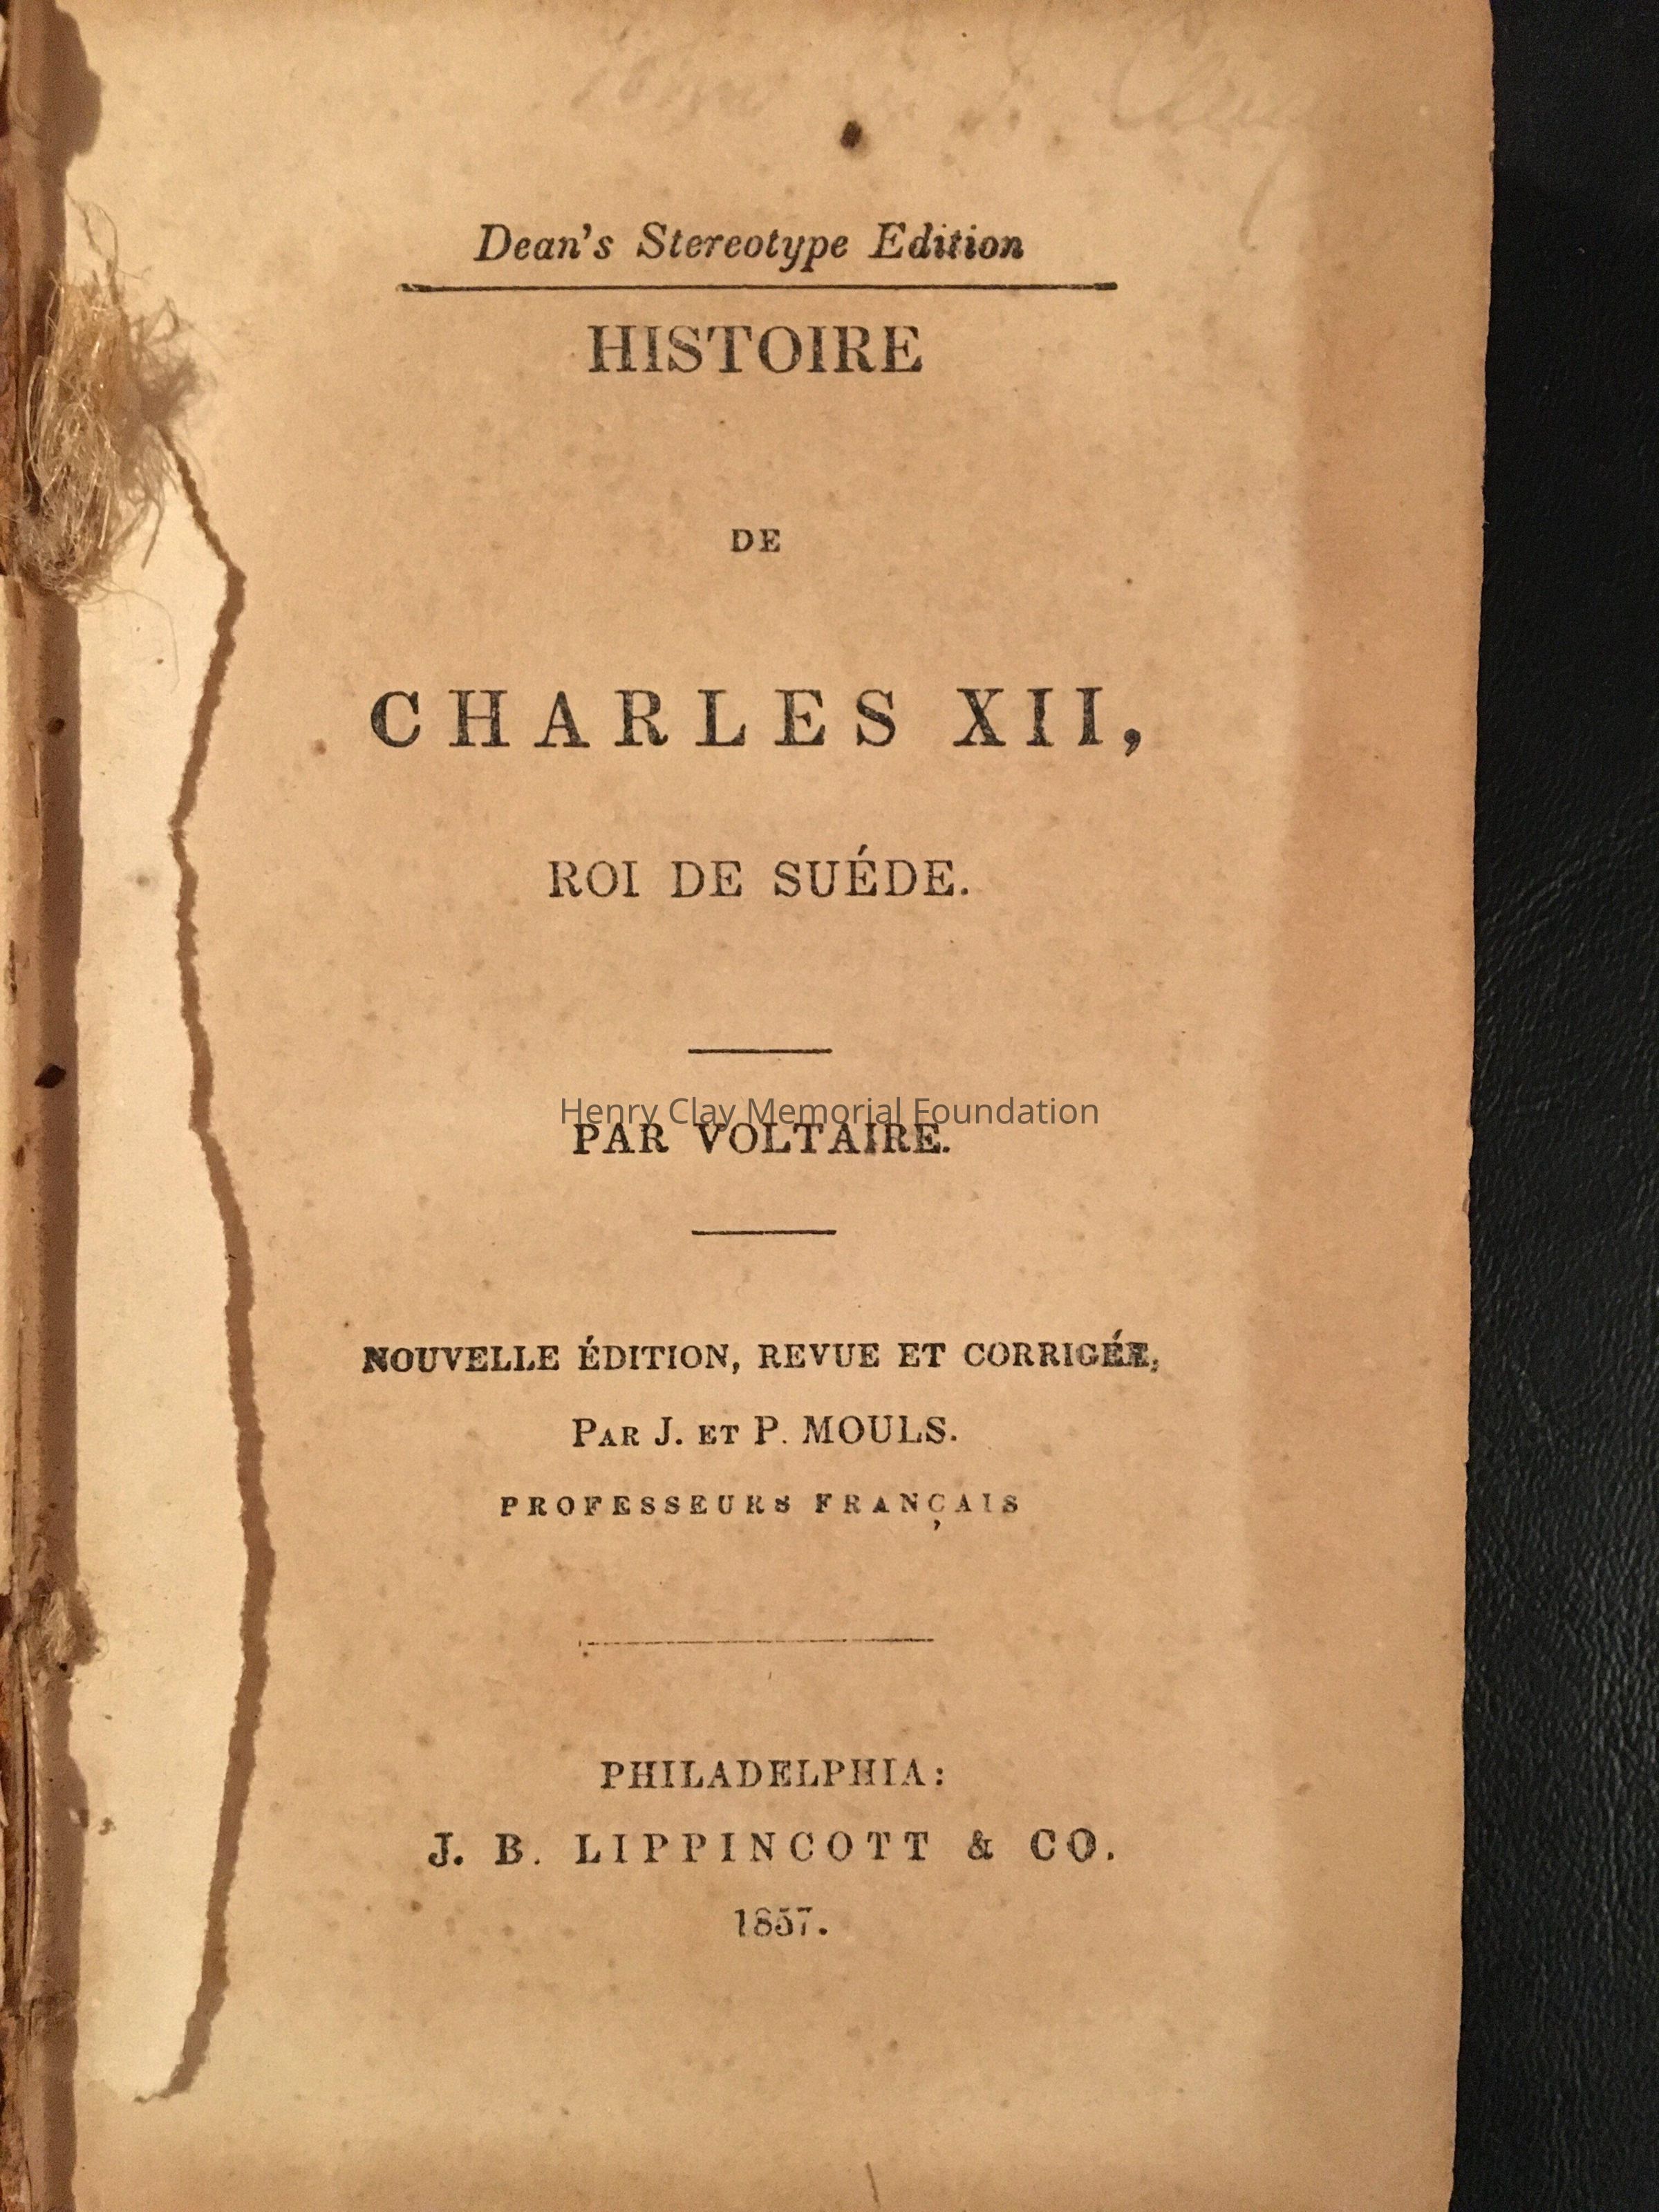 Clay
Dean's Stereotype Edition
HISTOIRE
DE
CHARLES XII,
ROI DE SUÉDE.
Henry Clay Memorial Foundation
PAR VOLTAIRE.
NOUVELLE ÉDITION, REVUE ET CORRIGÉE,
PAR J. ET P. MOULS.
PROFESSEURS FRANÇAIS
PHILADELPHIA:
J. B. LIPPINCOTT & CO.
1857.